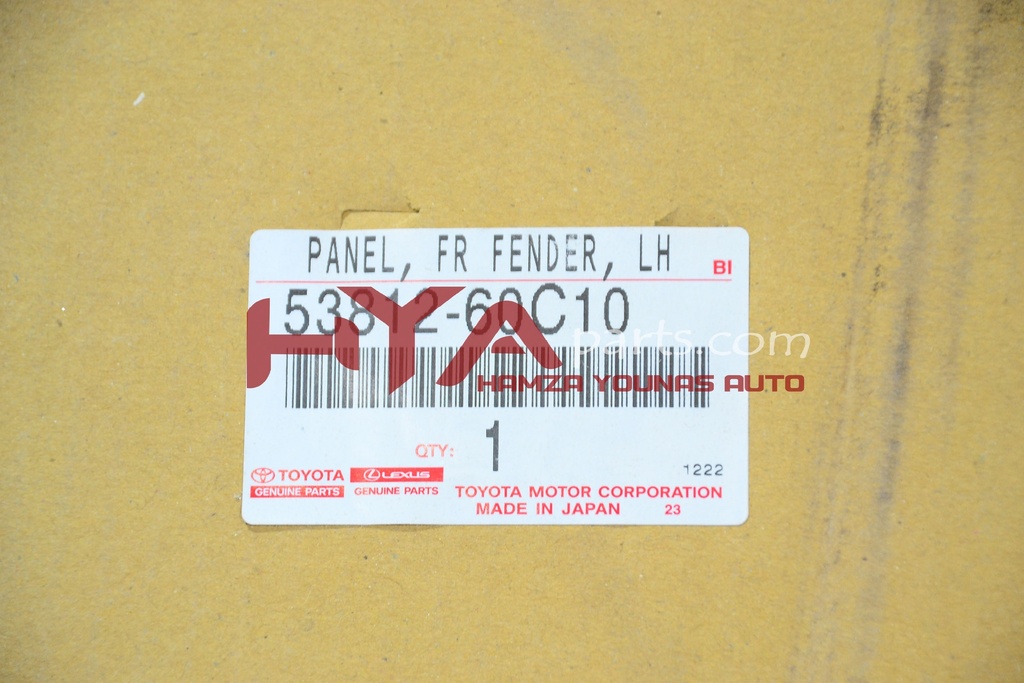 PANEL, FR FENDER, LH
BI
53812-60C10
HYA
parts.com
HAMZA YOUNAS AUTO
QTY: 1
1222
TOYOTA
GENUINE PARTS
LEXUS
GENUINE PARTS
TOYOTA MOTOR CORPORATION
MADE IN JAPAN 23